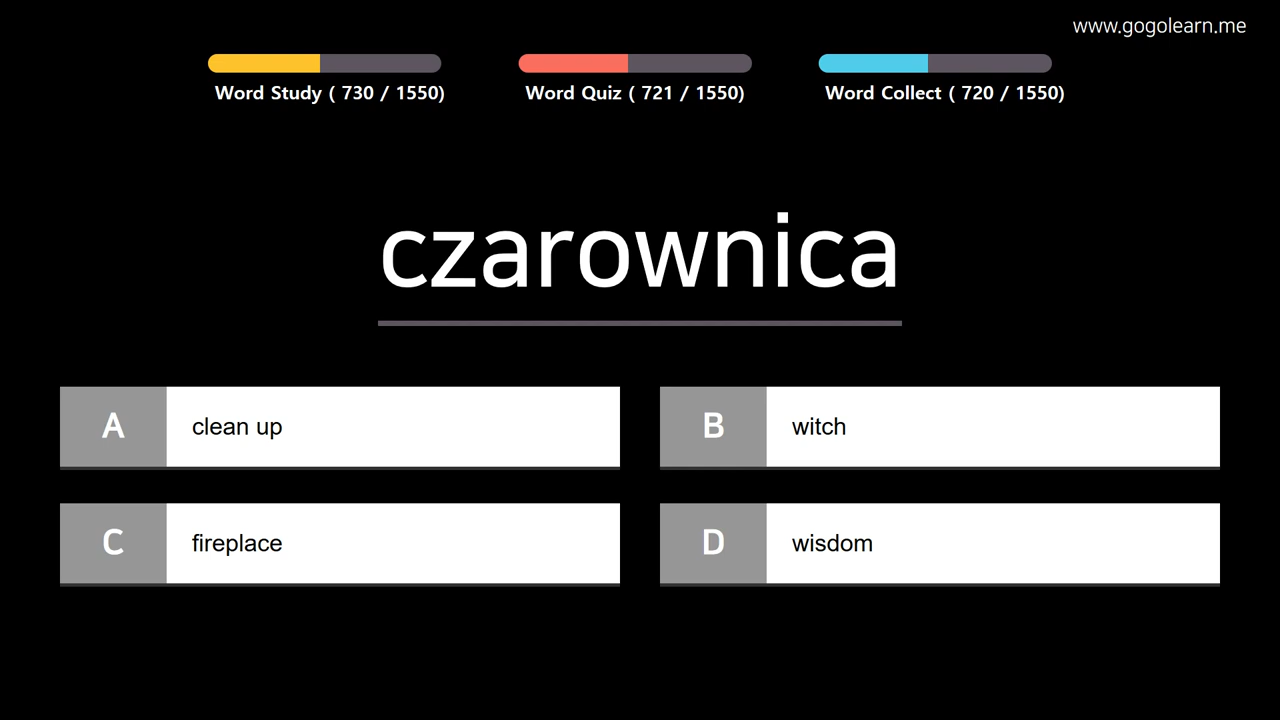 www.gogolearn.me
Word Study ( 730 / 1550)
Word Quiz ( 721 / 1550)
Word Collect ( 720 / 1550)
czarownica
A clean up
B witch
C fireplace
D wisdom